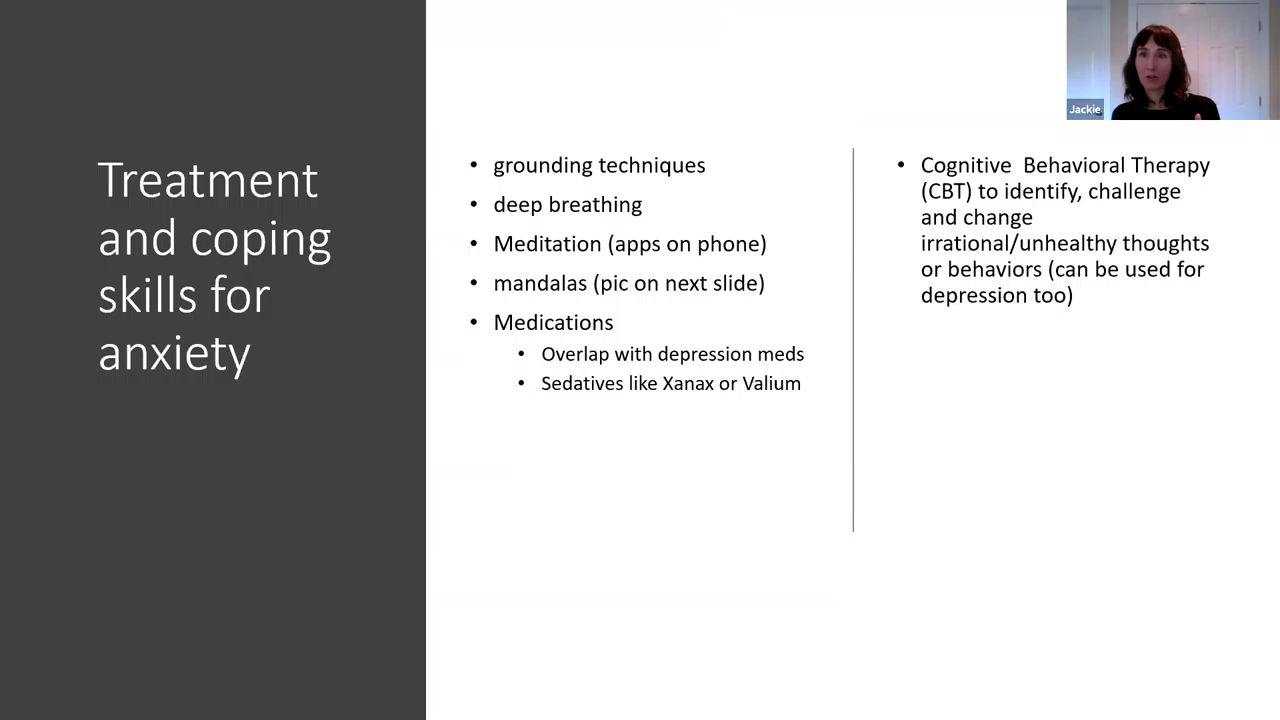 Jackie
Treatment
and coping
skills for
anxiety
• grounding techniques
• deep breathing
• Meditation (apps on phone)
• mandalas (pic on next slide)
• Medications
• Overlap with depression meds
• Sedatives like Xanax or Valium
• Cognitive  Behavioral Therapy
(CBT) to identify, challenge
and change
irrational/unhealthy thoughts
or behaviors (can be used for
depression too)